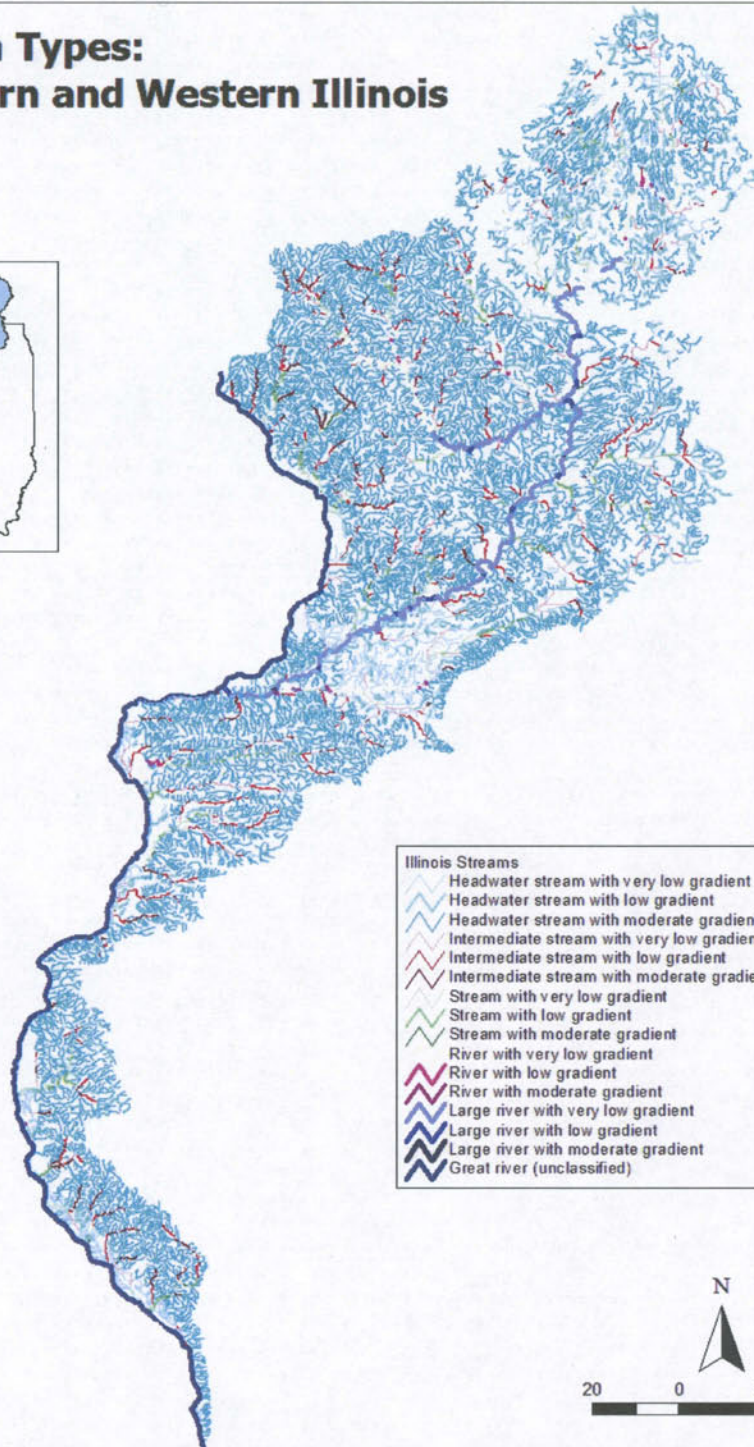 Types:
and Western Illinois
Illinois Streams
Headwater stream with very low gradient
Headwater stream with low gradient
Headwater stream with moderate
Intermediate stream with very low
Intermediate stream with low gradient
Intermediate stream with moderate
Stream with very low gradient
Stream with low gradient
Stream with moderate gradient
River with very low gradient
River with low gradient
River with moderate gradient
Large river with very low gradient
Large river with low gradient
Large river with moderate gradient
Great river (unclassified)
N
20 0